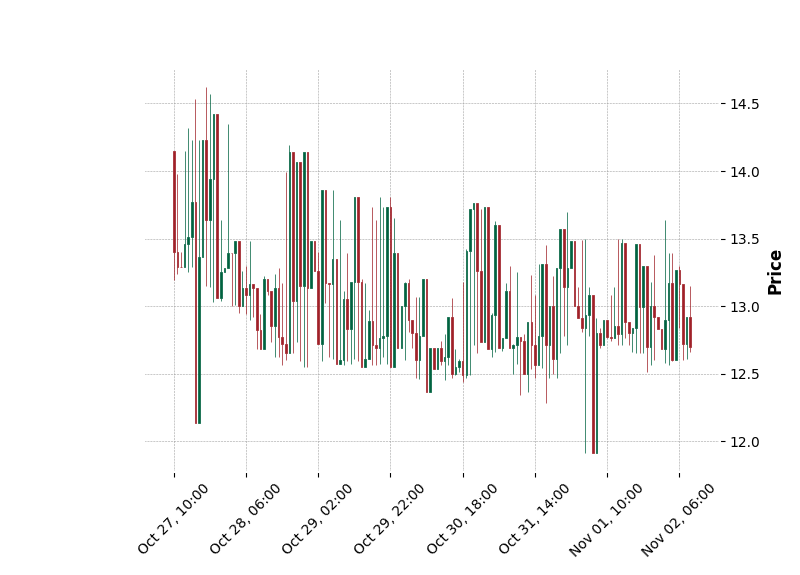 14.5
14.0
13.5
13.0
12.5
12.0
Price
Oct 27, 10:00
Oct 28, 06:00
Oct 29, 02:00
Oct 29, 22:00
Oct 30, 18:00
Oct 31, 14:00
Nov 01, 10:00
Nov 02, 06:00